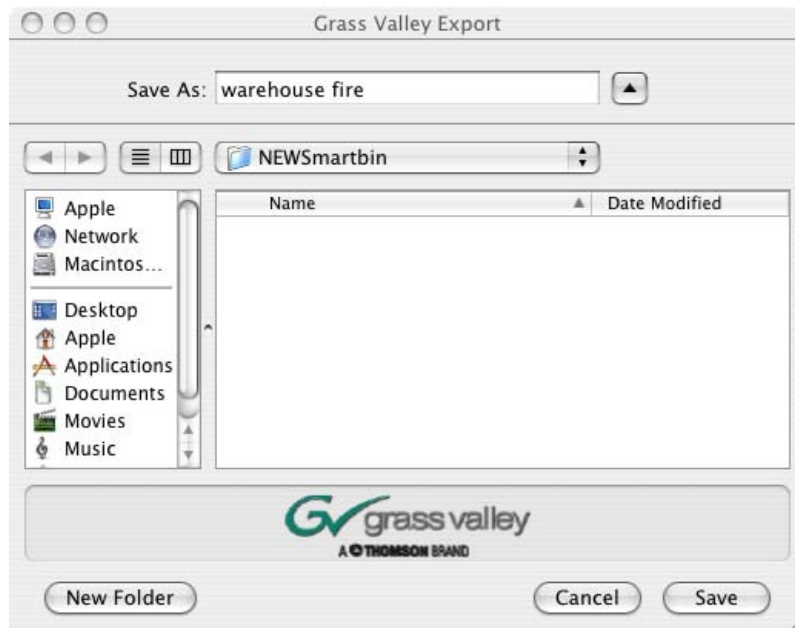 Grass Valley Export
Save As: warehouse fire
NEWSmartbin
Apple
Network
Macintos...
Desktop
Apple
Applications
Documents
Movies
Music
Name
Date Modified
GV grass valley
A THOMSON BRAND
New Folder
Cancel
Save